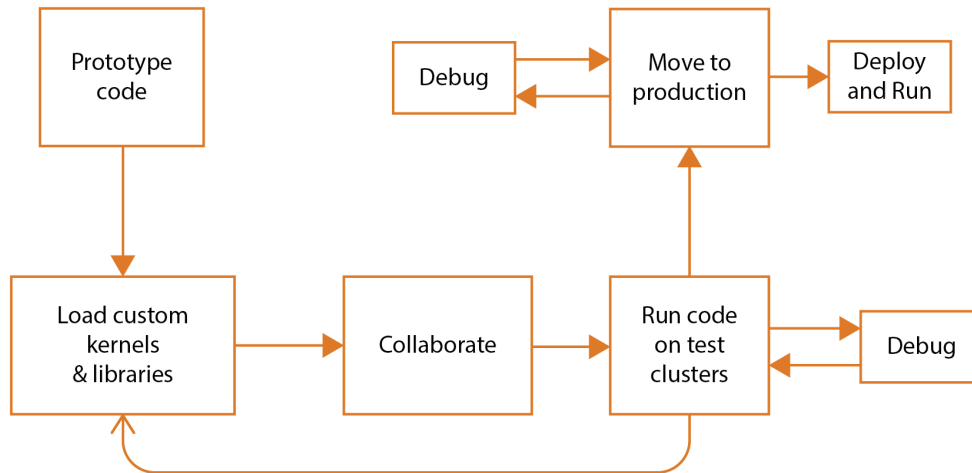 Prototype
code
Debug
Move to
production
Deploy
and Run
Load custom
kernels
& libraries
Collaborate
Run code
on test
clusters
Debug